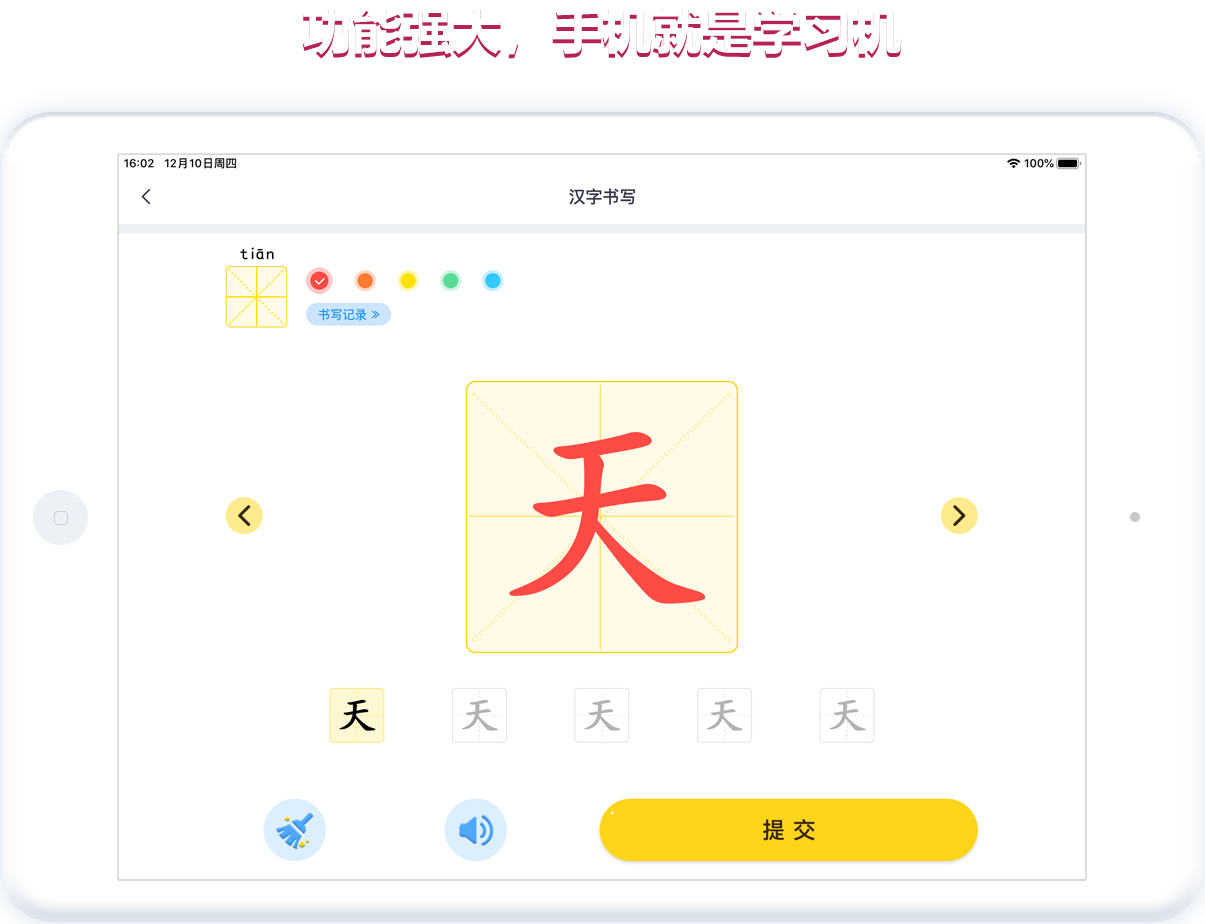 功能强大，手机就是学习机
16:02 12月10日周四 100%
汉字书写
tiān
书写记录 »
天
天 天 天 天 天
提交